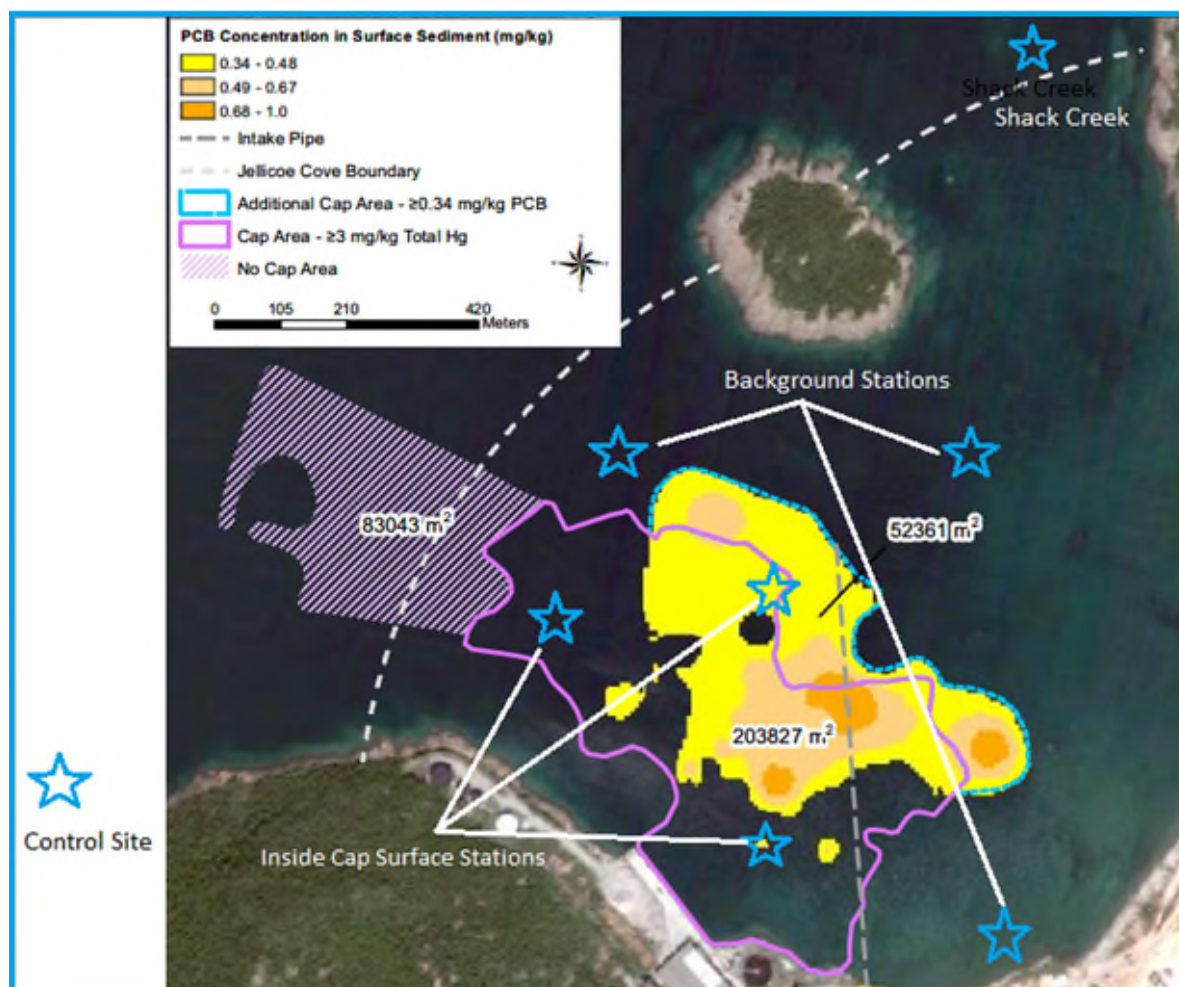 PCB Concentration in Surface Sediment (mg/kg)
0.34 - 0.48
0.49 - 0.67
0.68 - 1.0
Intake Pipe
Jellicoe Cove Boundary
Additional Cap Area - ≥0.34 mg/kg PCB
Cap Area - ≥3 mg/kg Total Hg
No Cap Area
0 105 210 420
Meters
Shack Creek
Shack Creek
Background Stations
83043 m²
52361 m²
203827 m²
Control Site
Inside Cap Surface Stations